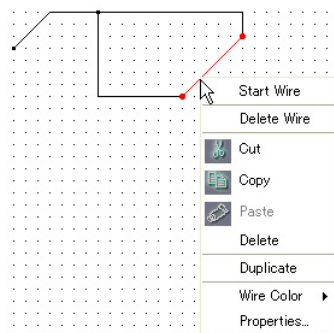 Start Wire
Delete Wire
Cut
Copy
Paste
Delete
Duplicate
Wire Color
Properties...